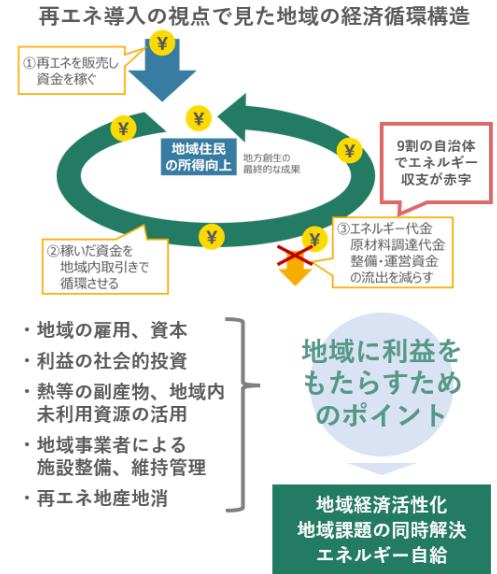 再エネ導入の視点で見た地域の経済循環構造
¥
①再エネを販売し
資金を稼ぐ
¥
¥
地域住民
の所得向上
地方創生の
最終的な成果
¥
9割の自治体
でエネルギー
収支が赤字
②稼いだ資金を
地域内取引きで
循環させる
¥
¥
③エネルギー代金
原材料調達代金
整備・運営資金
の流出を減らす
・地域の雇用、資本
・利益の社会的投資
・熱等の副産物、地域内
未利用資源の活用
・地域事業者による
施設整備、維持管理
・再エネ地産地消
地域に利益を
もたらすため
のポイント
地域経済活性化
地域課題の同時解決
エネルギー自給